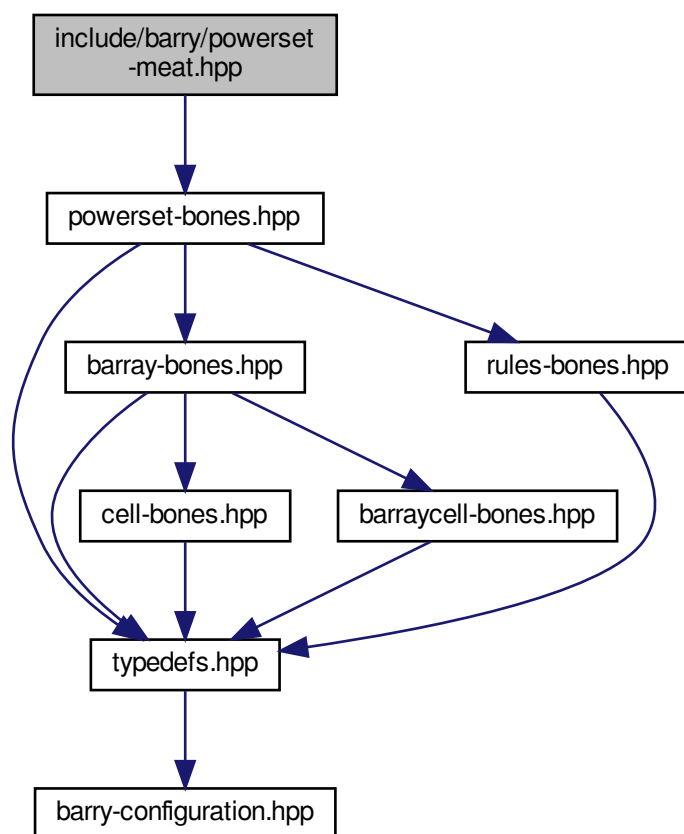 include/barry/powerset
-meat.hpp
powerset-bones.hpp
barray-bones.hpp
rules-bones.hpp
cell-bones.hpp
barraycell-bones.hpp
typedefs.hpp
barry-configuration.hpp